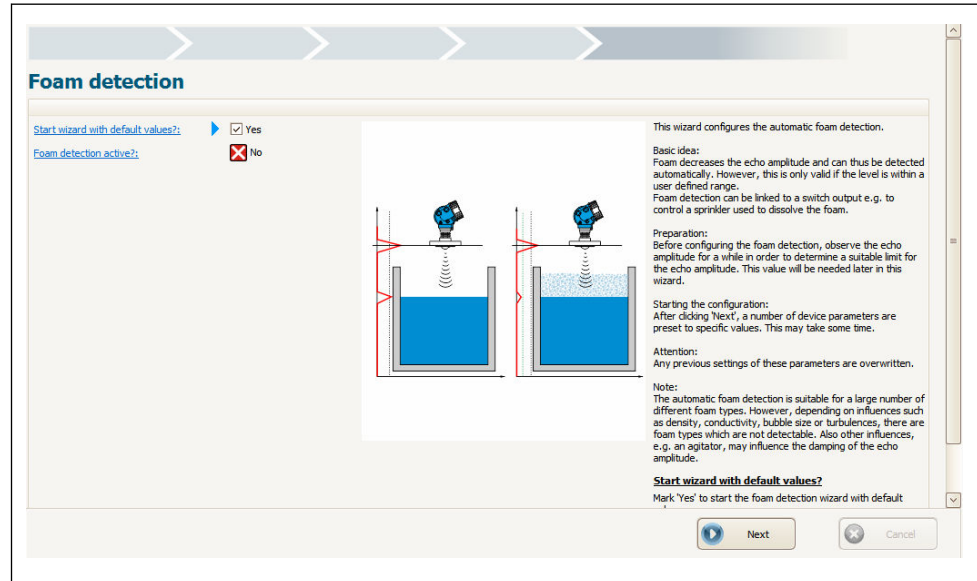 Foam detection
Start wizard with default values?:
Yes
Foam detection active?:
No
This wizard configures the automatic foam detection.
Basic idea:
Foam decreases the echo amplitude and can thus be detected
automatically. However, this is only valid if the level is within a
user defined range.
Foam detection can be linked to a switch output e.g. to
control a sprinkler used to dissolve the foam.
Preparation:
Before configuring the foam detection, observe the echo
amplitude for a while in order to determine a suitable limit for
the echo amplitude. This value will be needed later in this
wizard.
Starting the configuration:
After clicking 'Next', a number of device parameters are
preset to specific values. This may take some time.
Attention:
Any previous settings of these parameters are overwritten.
Note:
The automatic foam detection is suitable for a large number of
different foam types. However, depending on influences such
as density, conductivity, bubble size or turbulences, there are
foam types which are not detectable. Also other influences,
e.g. an agitator, may influence the damping of the echo
amplitude.
Start wizard with default values?
Mark 'Yes' to start the foam detection wizard with default
Next
Cancel